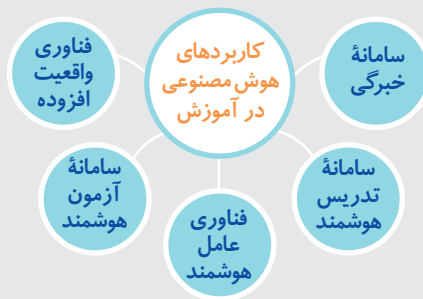 کاربردهای
هوش مصنوعی
در آموزش
سامانهٔ
خبرگی
سامانهٔ
تدریس
هوشمند
فناوری
عامل
هوشمند
سامانهٔ
آزمون
هوشمند
فناوری
واقعیت
افزوده